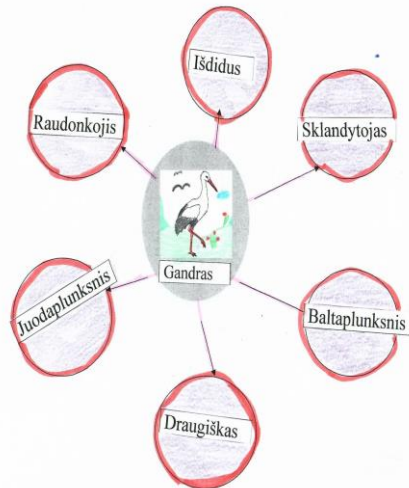 Išdidus
Raudonkojis
Sklandytojas
Gandras
Juodaplunksnis
Baltaplunksnis
Draugiškas